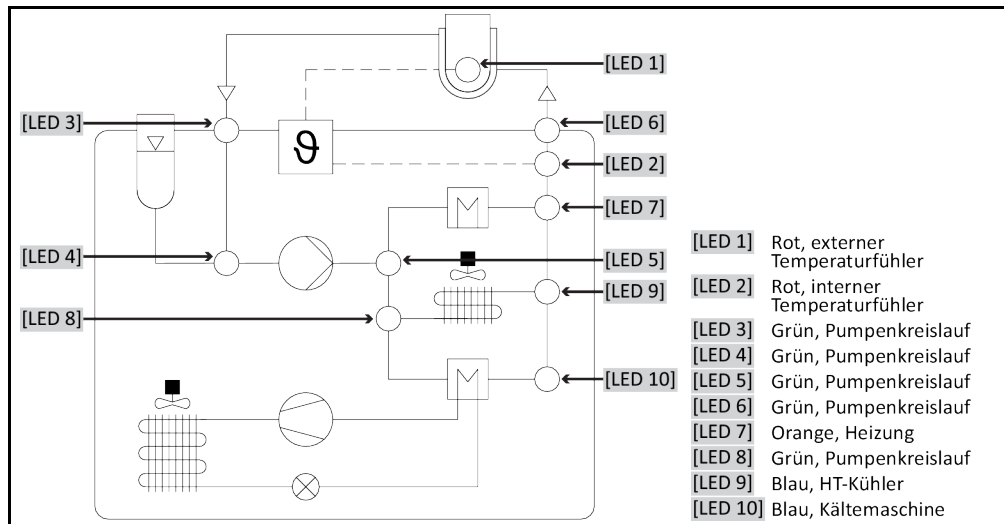 [LED 1]
[LED 3]
[LED 6]
ϑ
[LED 2]
[LED 7]
[LED 4]
[LED 5]
[LED 9]
[LED 8]
[LED 10]
[LED 1] Rot, externer
Temperaturfühler
[LED 2] Rot, interner
Temperaturfühler
[LED 3] Grün, Pumpenkreislauf
[LED 4] Grün, Pumpenkreislauf
[LED 5] Grün, Pumpenkreislauf
[LED 6] Grün, Pumpenkreislauf
[LED 7] Orange, Heizung
[LED 8] Grün, Pumpenkreislauf
[LED 9] Blau, HT-Kühler
[LED 10] Blau, Kältemaschine